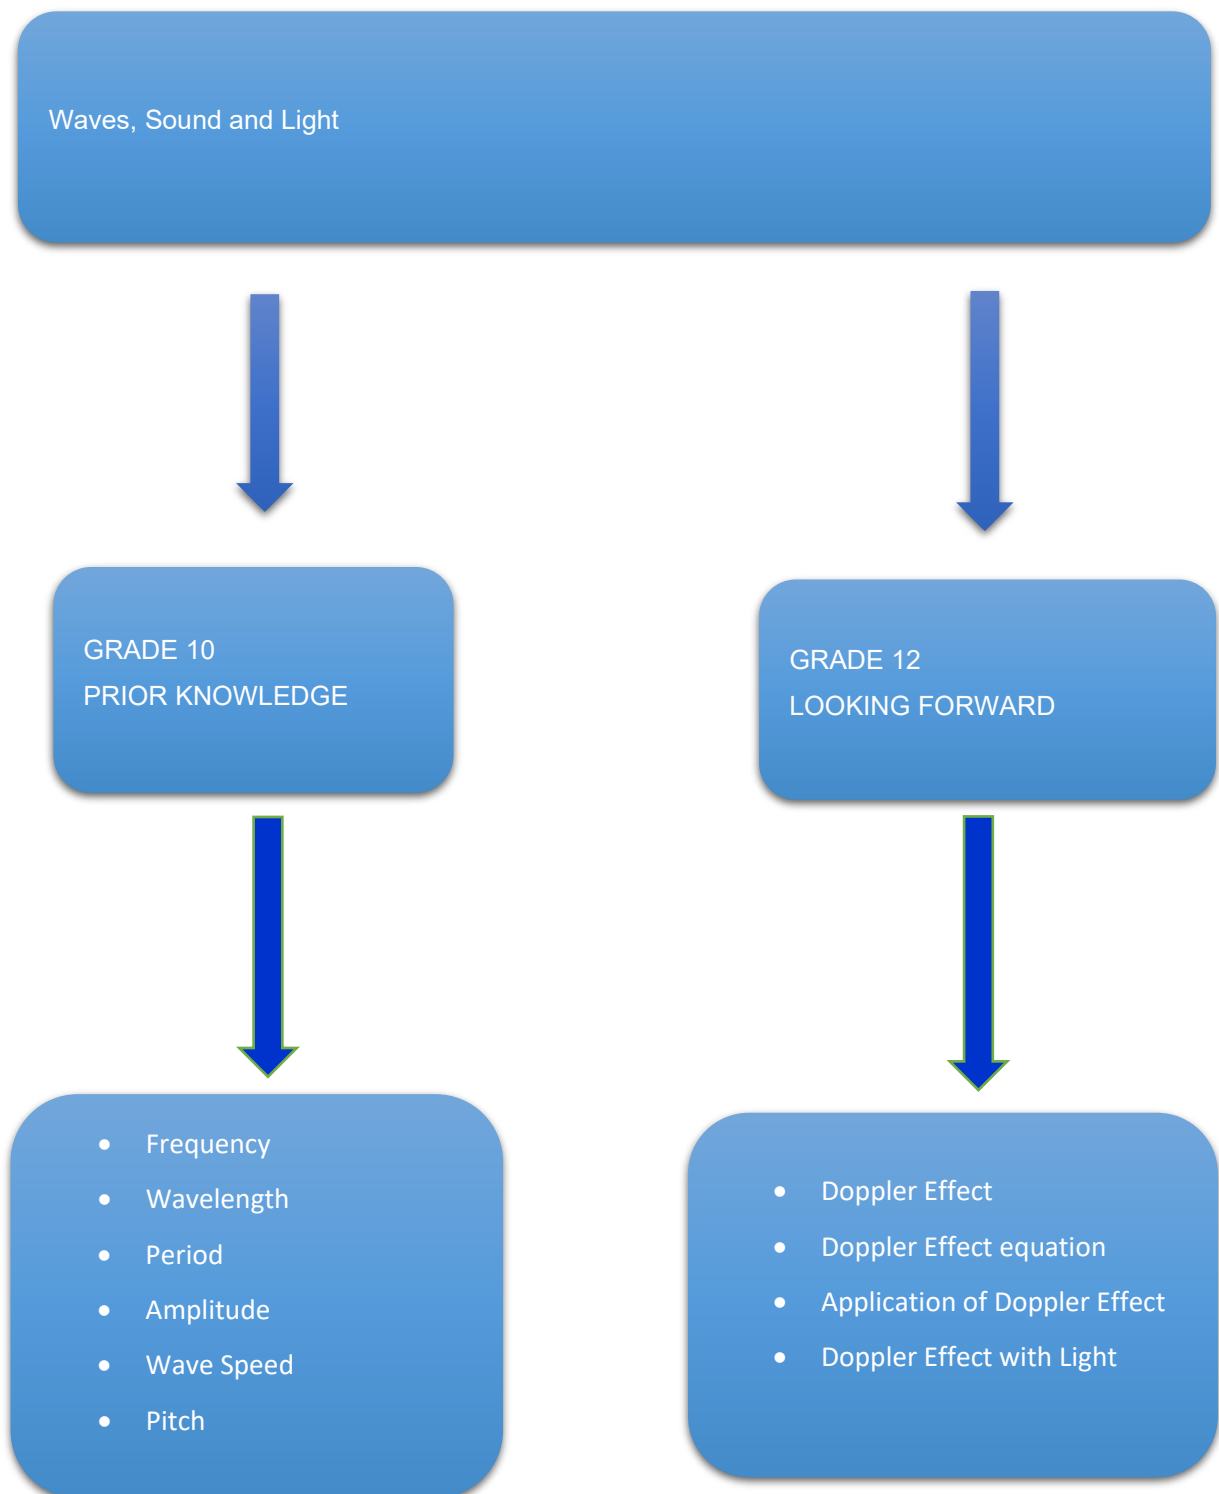 Waves, Sound and Light
GRADE 10
PRIOR KNOWLEDGE
GRADE 12
LOOKING FORWARD
• Frequency
• Wavelength
• Period
• Amplitude
• Wave Speed
• Pitch
• Doppler Effect
• Doppler Effect equation
• Application of Doppler Effect
• Doppler Effect with Light